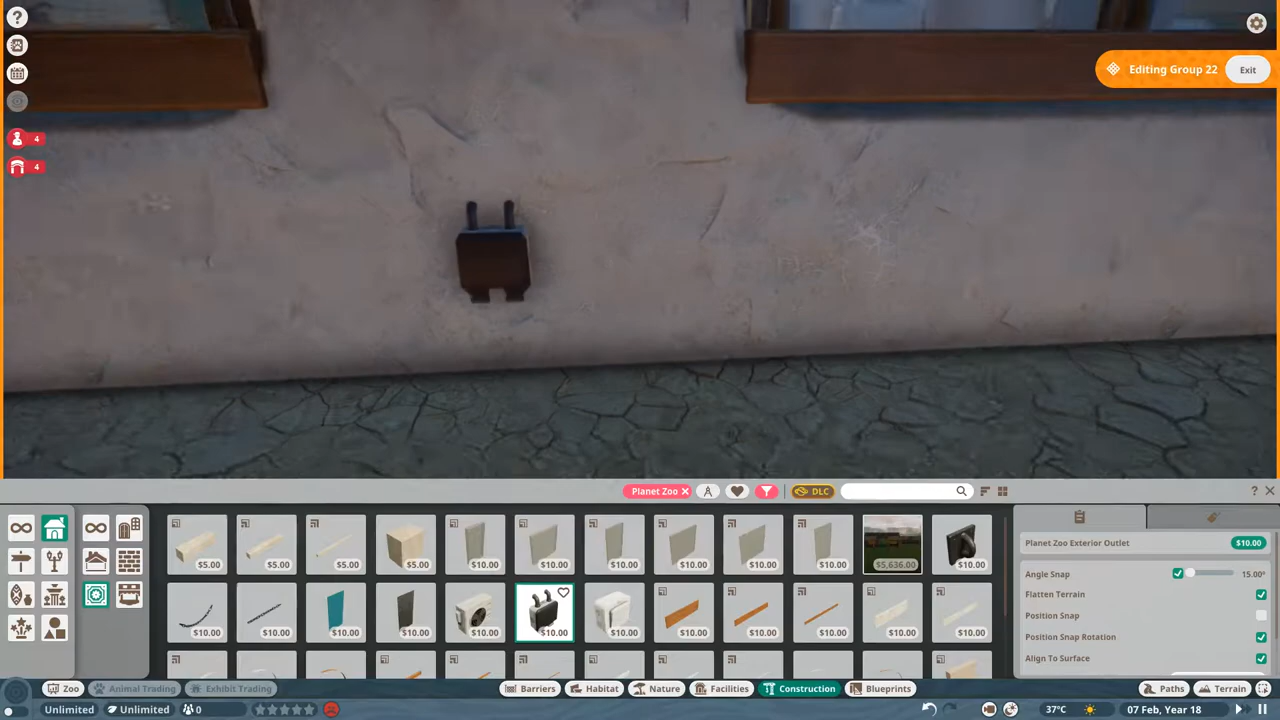 Editing Group 22
Exit
4
4
Planet Zoo ×
DLC
?
$5.00
$5.00
$5.00
$5.00
$10.00
$10.00
$10.00
$10.00
$10.00
$10.00
$5,636.00
$10.00
$10.00
$10.00
$10.00
$10.00
$10.00
$10.00
$10.00
$10.00
$10.00
$10.00
$10.00
$10.00
Planet Zoo Exterior Outlet
$10.00
Angle Snap
15.00°
Flatten Terrain
Position Snap
Position Snap Rotation
Align To Surface
Zoo
Animal Trading
Exhibit Trading
Barriers
Habitat
Nature
Facilities
Construction
Blueprints
Paths
Terrain
Unlimited
Unlimited
0
37°C
07 Feb, Year 18